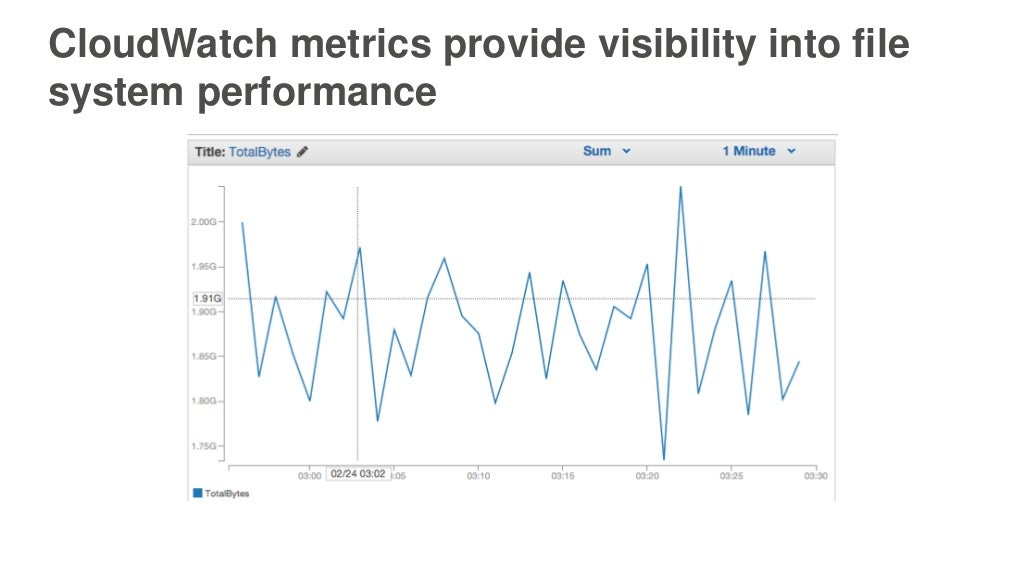 CloudWatch metrics provide visibility into file
system performance
Title: TotalBytes Sum 1 Minute
2.00G
1.95G
1.91G
1.90G
1.85G
1.80G
1.75G
03:00 02/24 03:02 :05 03:10 03:15 03:20 03:25 03:30
TotalBytes